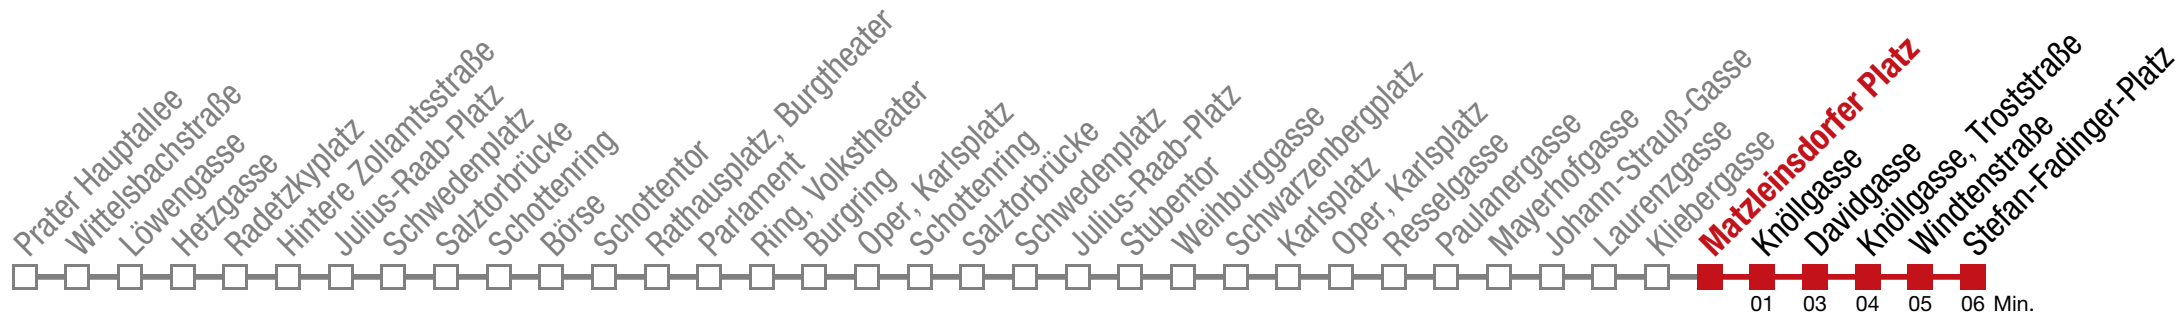 Prater Hauptallee
Wittelsbachstraße
Löwengasse
Hetzgasse
Radetzkyplatz
Hintere Zollamtsstraße
Julius-Raab-Platz
Schwedenplatz
Salztorbrücke
Schottenring
Börse
Schottentor
Rathausplatz, Burgtheater
Parlament
Ring, Volkstheater
Burgring
Oper, Karlsplatz
Schottenring
Salztorbrücke
Schwedenplatz
Julius-Raab-Platz
Stubentor
Weihburggasse
Schwarzenbergplatz
Karlsplatz
Oper, Karlsplatz
Resselgasse
Paulanergasse
Mayerhofgasse
Johann-Strauß-Gasse
Laurenzgasse
Kliebergasse
Matzleinsdorfer Platz
Knöllgasse
Davidgasse
Knöllgasse, Troststraße
Windtenstraße
Stefan-Fadinger-Platz
01 03 04 05 06 Min.